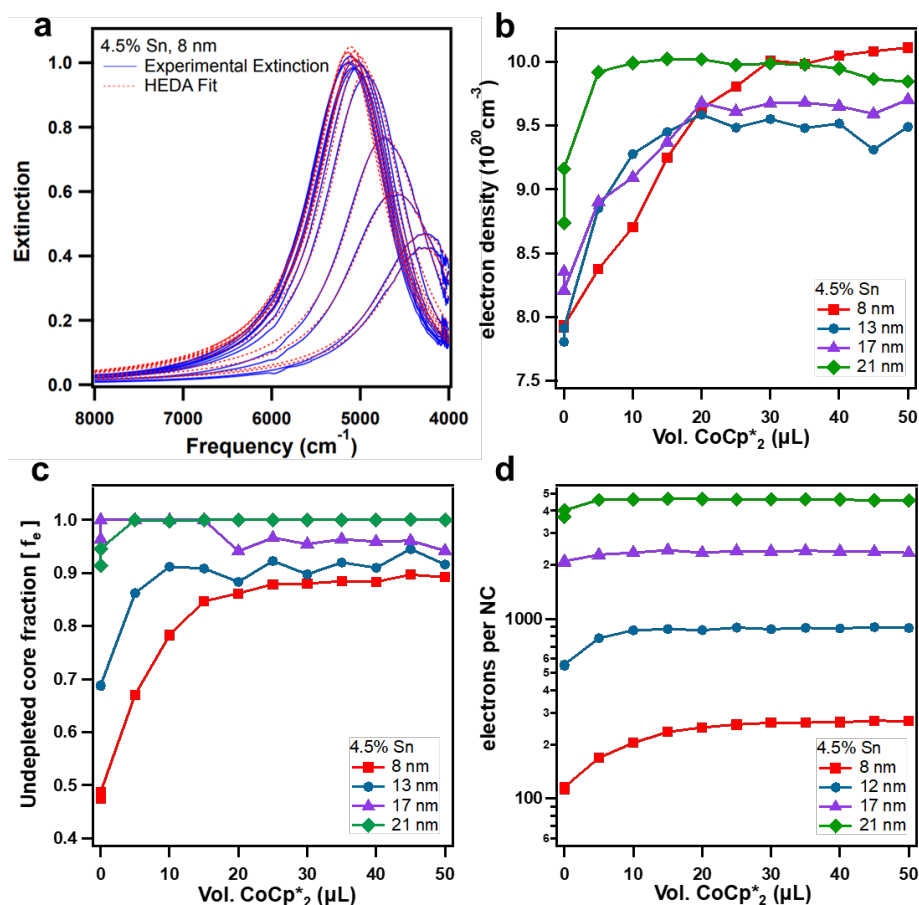 a
4.5% Sn, 8 nm
Experimental Extinction
HEDA Fit
Extinction
1.0
0.8
0.6
0.4
0.2
0.0
8000 7000 6000 5000 4000
Frequency (cm-1)
b
electron density (10^20 cm-3)
10.0
9.5
9.0
8.5
8.0
7.5
4.5% Sn
8 nm
13 nm
17 nm
21 nm
0 10 20 30 40 50
Vol. CoCp*2 (µL)
c
Undepleted core fraction [ fe ]
1.0
0.9
0.8
0.7
0.6
0.5
0.4
4.5% Sn
8 nm
13 nm
17 nm
21 nm
0 10 20 30 40 50
Vol. CoCp*2 (µL)
d
electrons per NC
5
4
3
2
1000
8
6
5
4
3
2
100
8
6
4.5% Sn
8 nm
12 nm
17 nm
21 nm
0 10 20 30 40 50
Vol. CoCp*2 (µL)